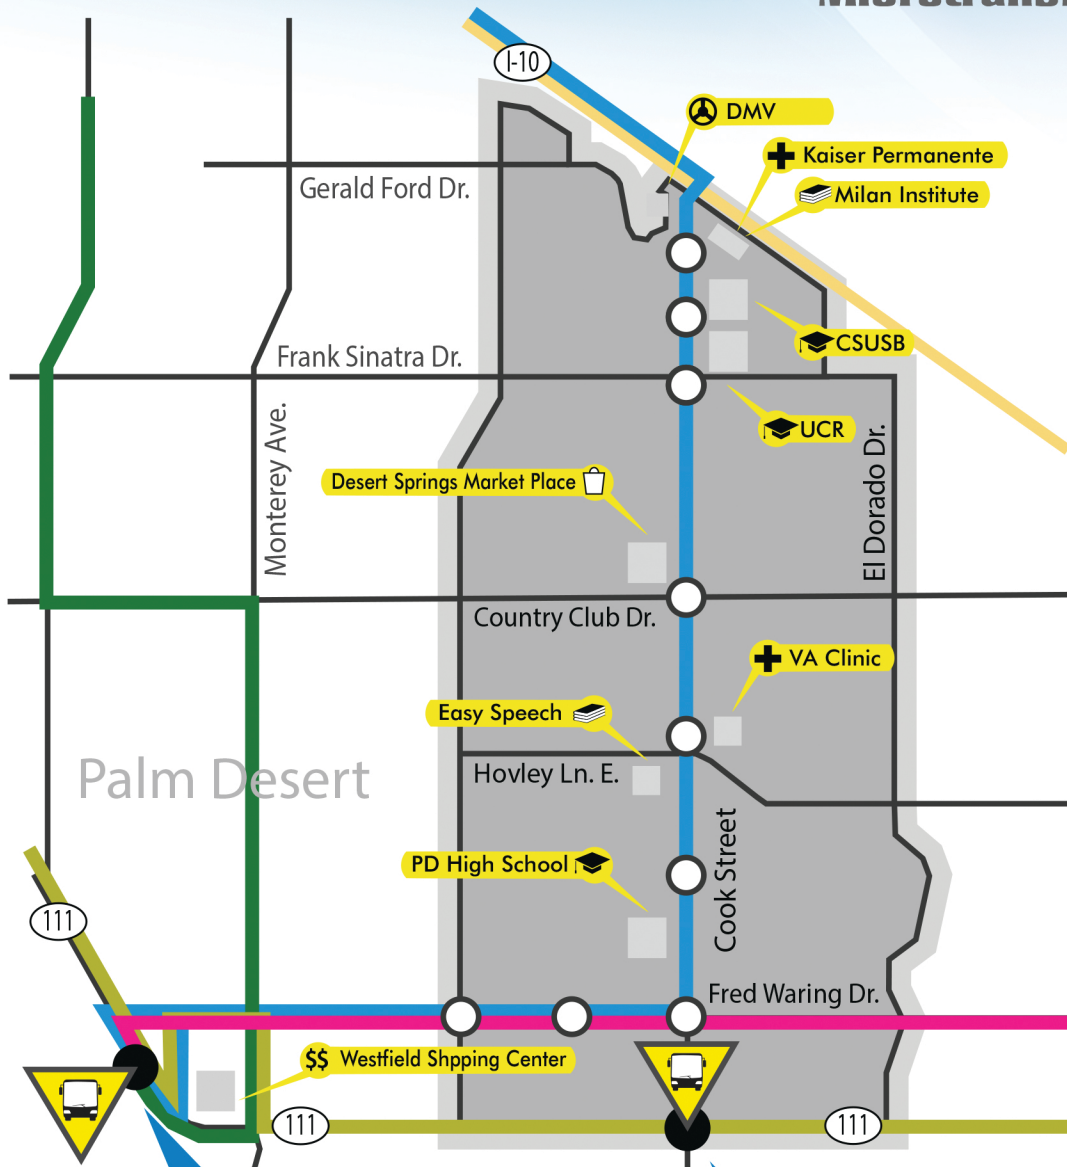 I-10
DMV
Kaiser Permanente
Gerald Ford Dr.
Milan Institute
CSUSB
Frank Sinatra Dr.
UCR
Monterey Ave.
Desert Springs Market Place
El Dorado Dr.
Country Club Dr.
VA Clinic
Easy Speech
Palm Desert
Hovley Ln. E.
PD High School
Cook Street
111
Fred Waring Dr.
$$ Westfield Shpping Center
111
111